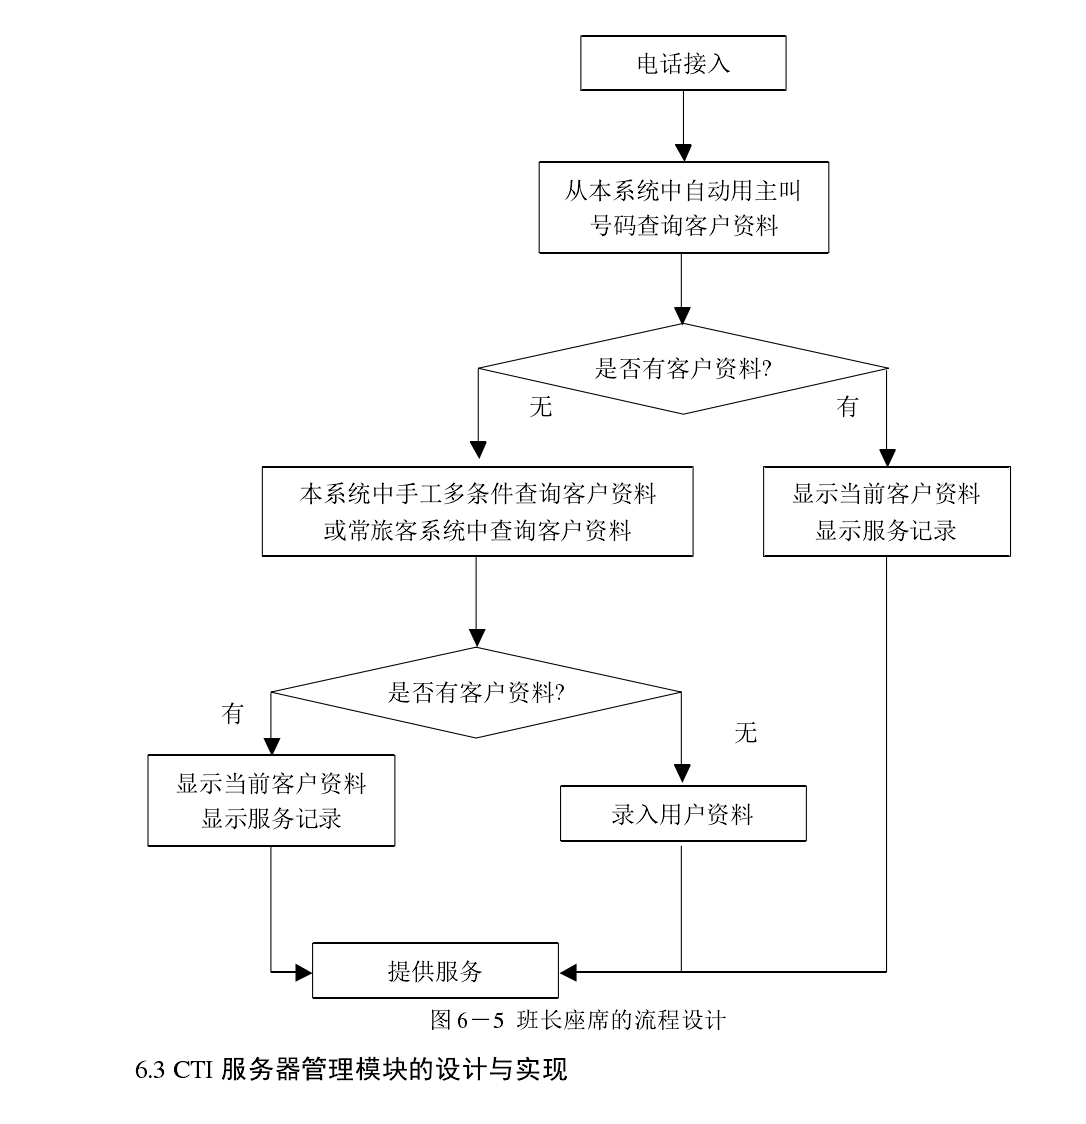 电话接入
从本系统中自动用主叫
号码查询客户资料
是否有客户资料?
无
有
本系统中手工多条件查询客户资料
或常旅客系统中查询客户资料
显示当前客户资料
显示服务记录
是否有客户资料?
有
无
显示当前客户资料
显示服务记录
录入用户资料
提供服务
图 6－5 班长座席的流程设计
6.3 CTI 服务器管理模块的设计与实现